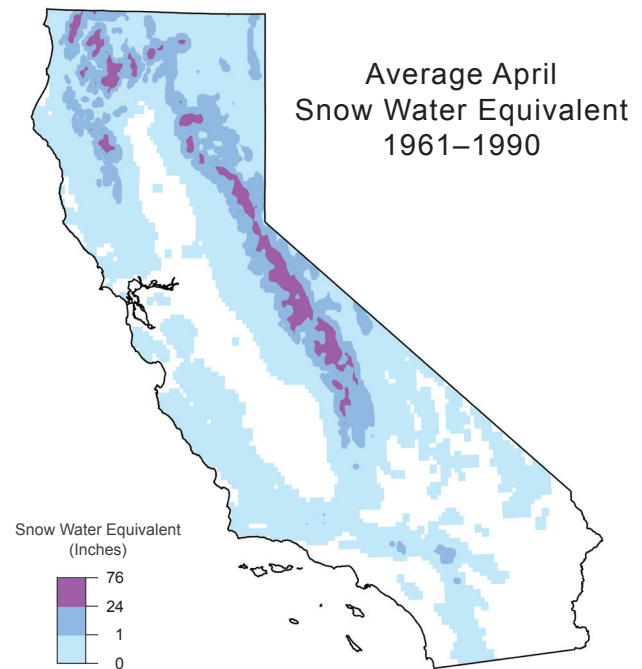 Average April
Snow Water Equivalent
1961–1990
Snow Water Equivalent
(Inches)
76
24
1
0